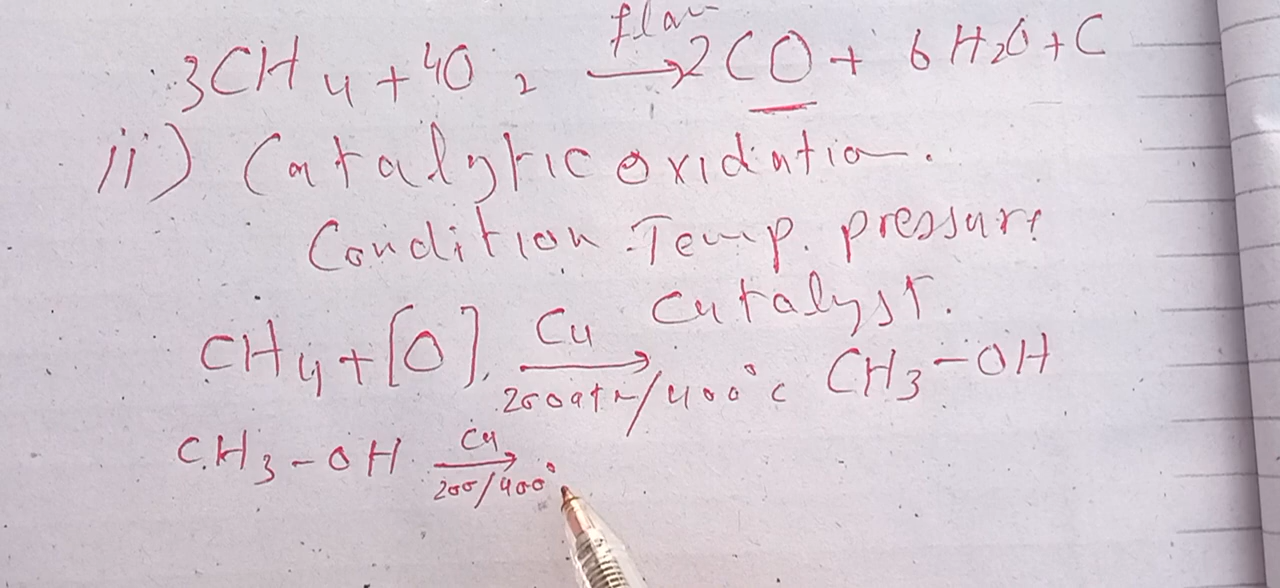 flam
3CH4 + 4O2 → 2CO + 6H2O + C
ii) Catalytic oxidation.
Condition Temp. pressure
Catalyst.
CH4 + [O] Cu → 200atm/400°C CH3-OH
CH3-OH Cu → 200/400°